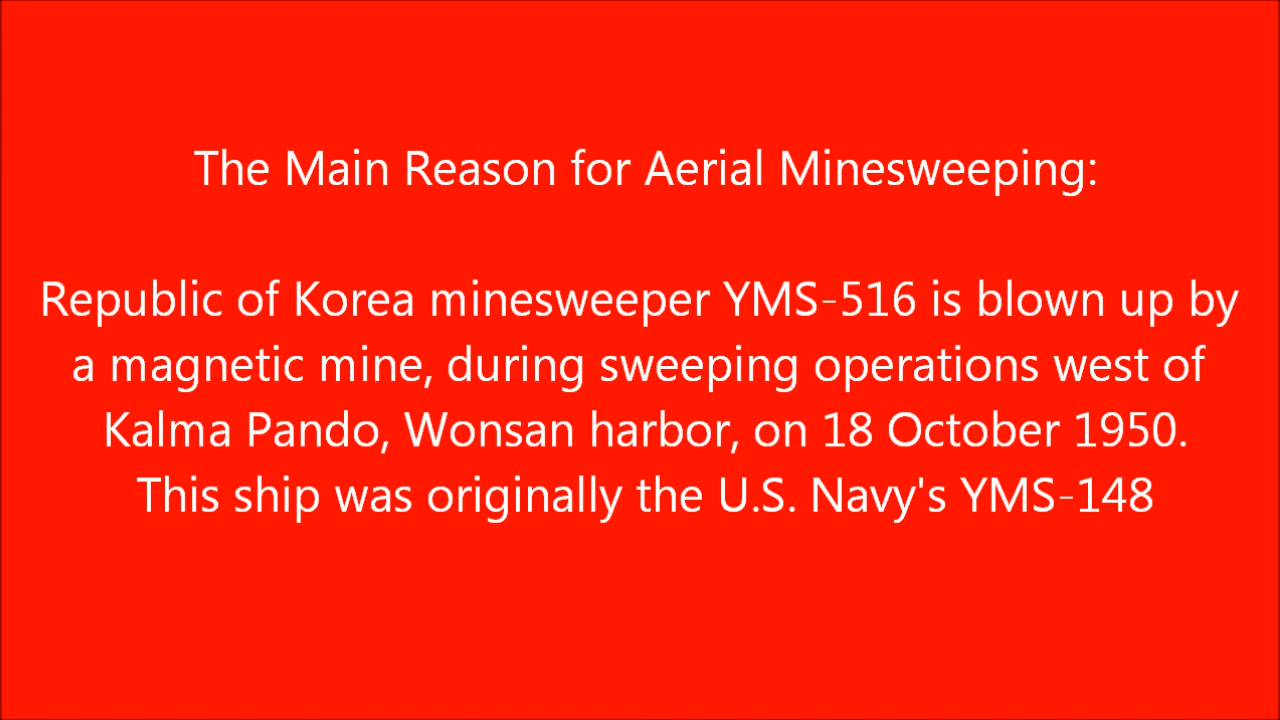 The Main Reason for Aerial Minesweeping:
Republic of Korea minesweeper YMS-516 is blown up by
a magnetic mine, during sweeping operations west of
Kalma Pando, Wonsan harbor, on 18 October 1950.
This ship was originally the U.S. Navy's YMS-148